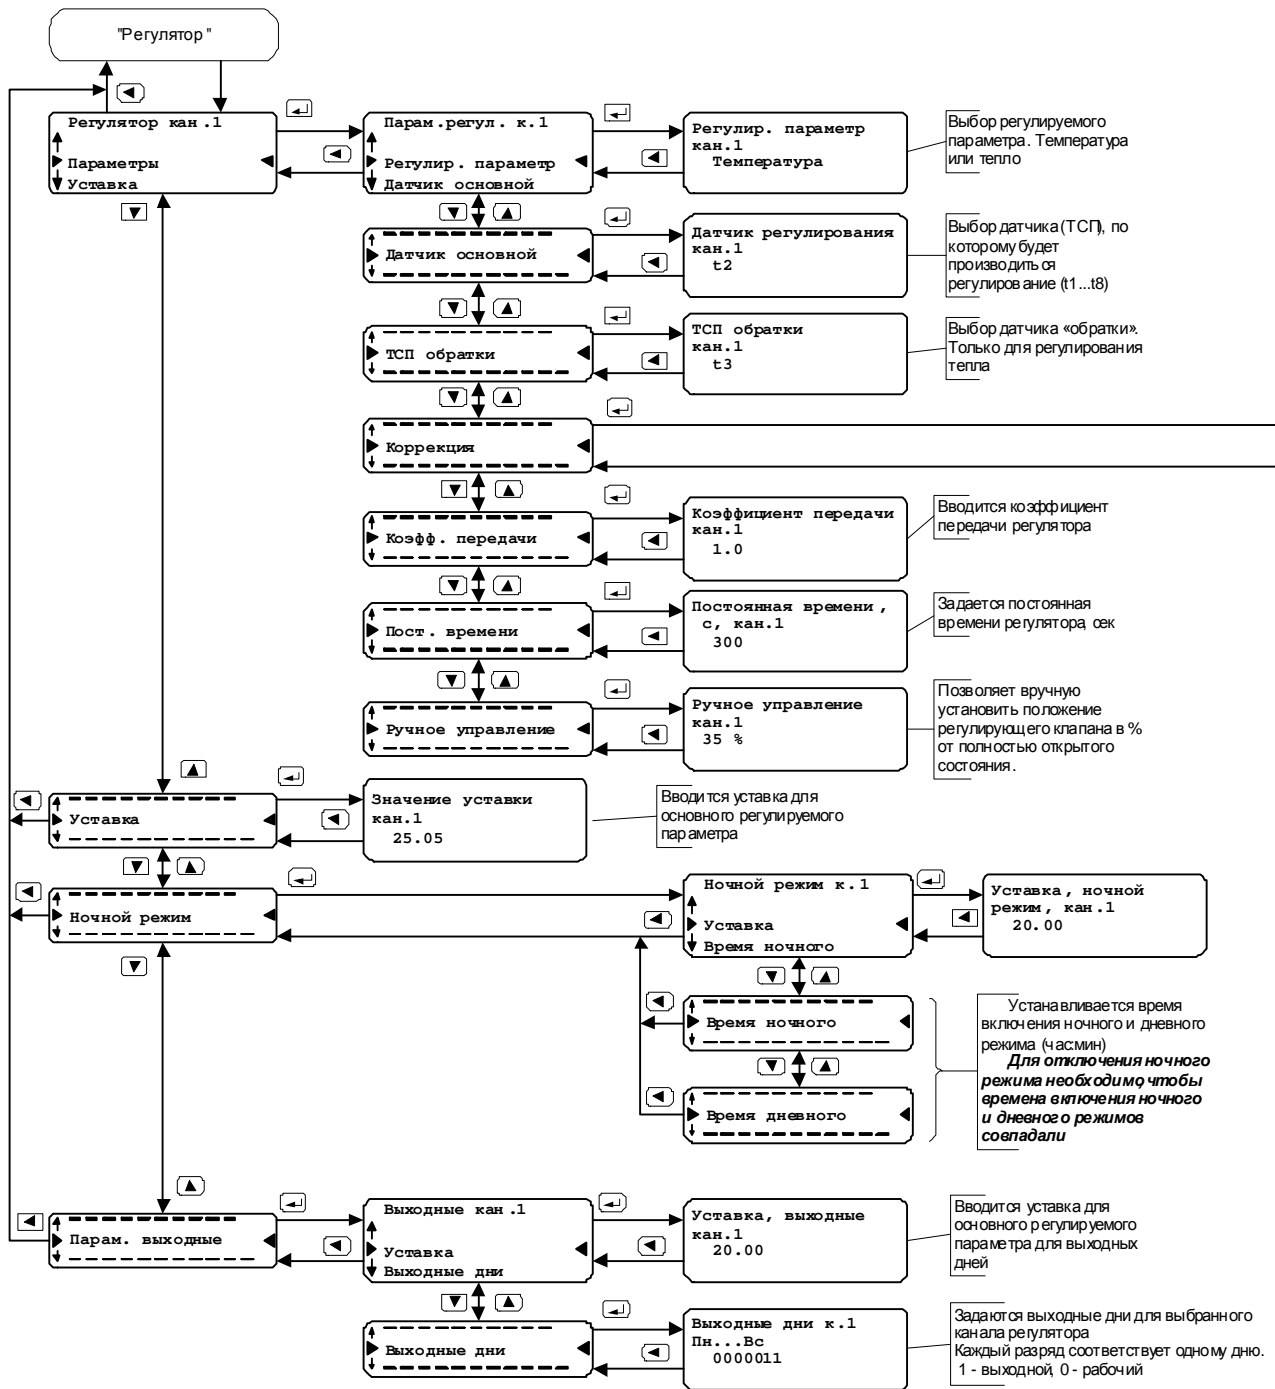 "Регулятор"
Регулятор кан.1
Параметры
Уставка
Парам.регул. к.1
Регулир. параметр
Датчик основной
Регулир. параметр
кан.1
Температура
Выбор регулируемого
параметра. Температура
или тепло
Датчик основной
Датчик регулирования
кан.1
t2
Выбор датчика (ТСП), по
которому будет
производиться
регулирование (t1...t8)
ТСП обратки
ТСП обратки
кан.1
t3
Выбор датчика «обратки».
Только для регулирования
тепла
Коррекция
Коэфф. передачи
Коэффициент передачи
кан.1
1.0
Вводится коэффициент
передачи регулятора
Пост. времени
Постоянная времени,
с, кан.1
300
Задается постоянная
времени регулятора, сек
Ручное управление
Ручное управление
кан.1
35 %
Позволяет вручную
установить положение
регулирующего клапана в %
от полностью открытого
состояния.
Уставка
Значение уставки
кан.1
25.05
Вводится уставка для
основного регулируемого
параметра
Ночной режим
Ночной режим к.1
Уставка
Время ночного
Уставка, ночной
режим, кан.1
20.00
Время ночного
Время дневного
Устанавливается время
включения ночного и дневного
режима (час:мин)
Для отключения ночного
режима необходимо, чтобы
времена включения ночного
и дневного режимов
совпадали
Парам. выходные
Выходные кан.1
Уставка
Выходные дни
Уставка, выходные
кан.1
20.00
Вводится уставка для
основного регулируемого
параметра для выходных
дней
Выходные дни
Выходные дни к.1
Пн...Вс
0000011
Задаются выходные дни для выбранного
канала регулятора
Каждый разряд соответствует одному дню.
1 - выходной, 0 - рабочий